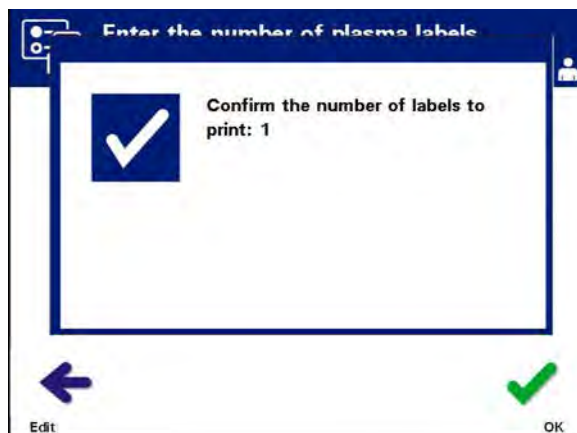 Enter the number of plasma labels
Confirm the number of labels to
print: 1
Edit
OK